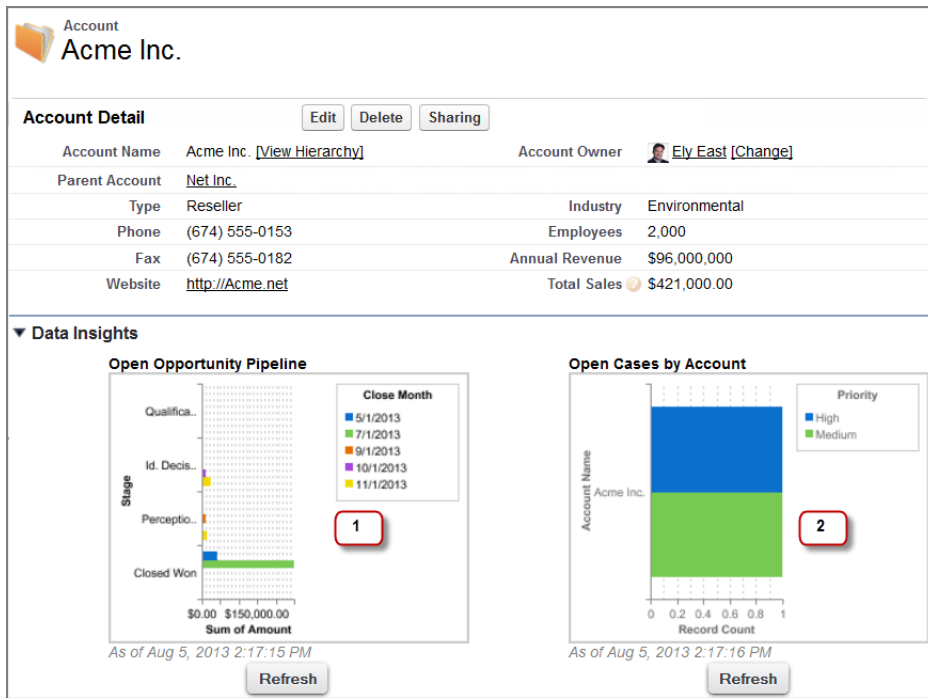 Account
Acme Inc.
Account Detail Edit Delete Sharing
Account Name Acme Inc. [View Hierarchy] Account Owner Ely East [Change]
Parent Account Net Inc.
Type Reseller Industry Environmental
Phone (674) 555-0153 Employees 2,000
Fax (674) 555-0182 Annual Revenue $96,000,000
Website http://Acme.net Total Sales ? $421,000.00
Data Insights
Open Opportunity Pipeline
Close Month
5/1/2013
7/1/2013
9/1/2013
10/1/2013
11/1/2013
Stage
Qualifica..
Id. Decis..
Perceptio..
Closed Won
1
$0.00 $150,000.00
Sum of Amount
As of Aug 5, 2013 2:17:15 PM
Refresh
Open Cases by Account
Priority
High
Medium
Account Name
Acme Inc.
2
0 0.2 0.4 0.6 0.8 1
Record Count
As of Aug 5, 2013 2:17:16 PM
Refresh